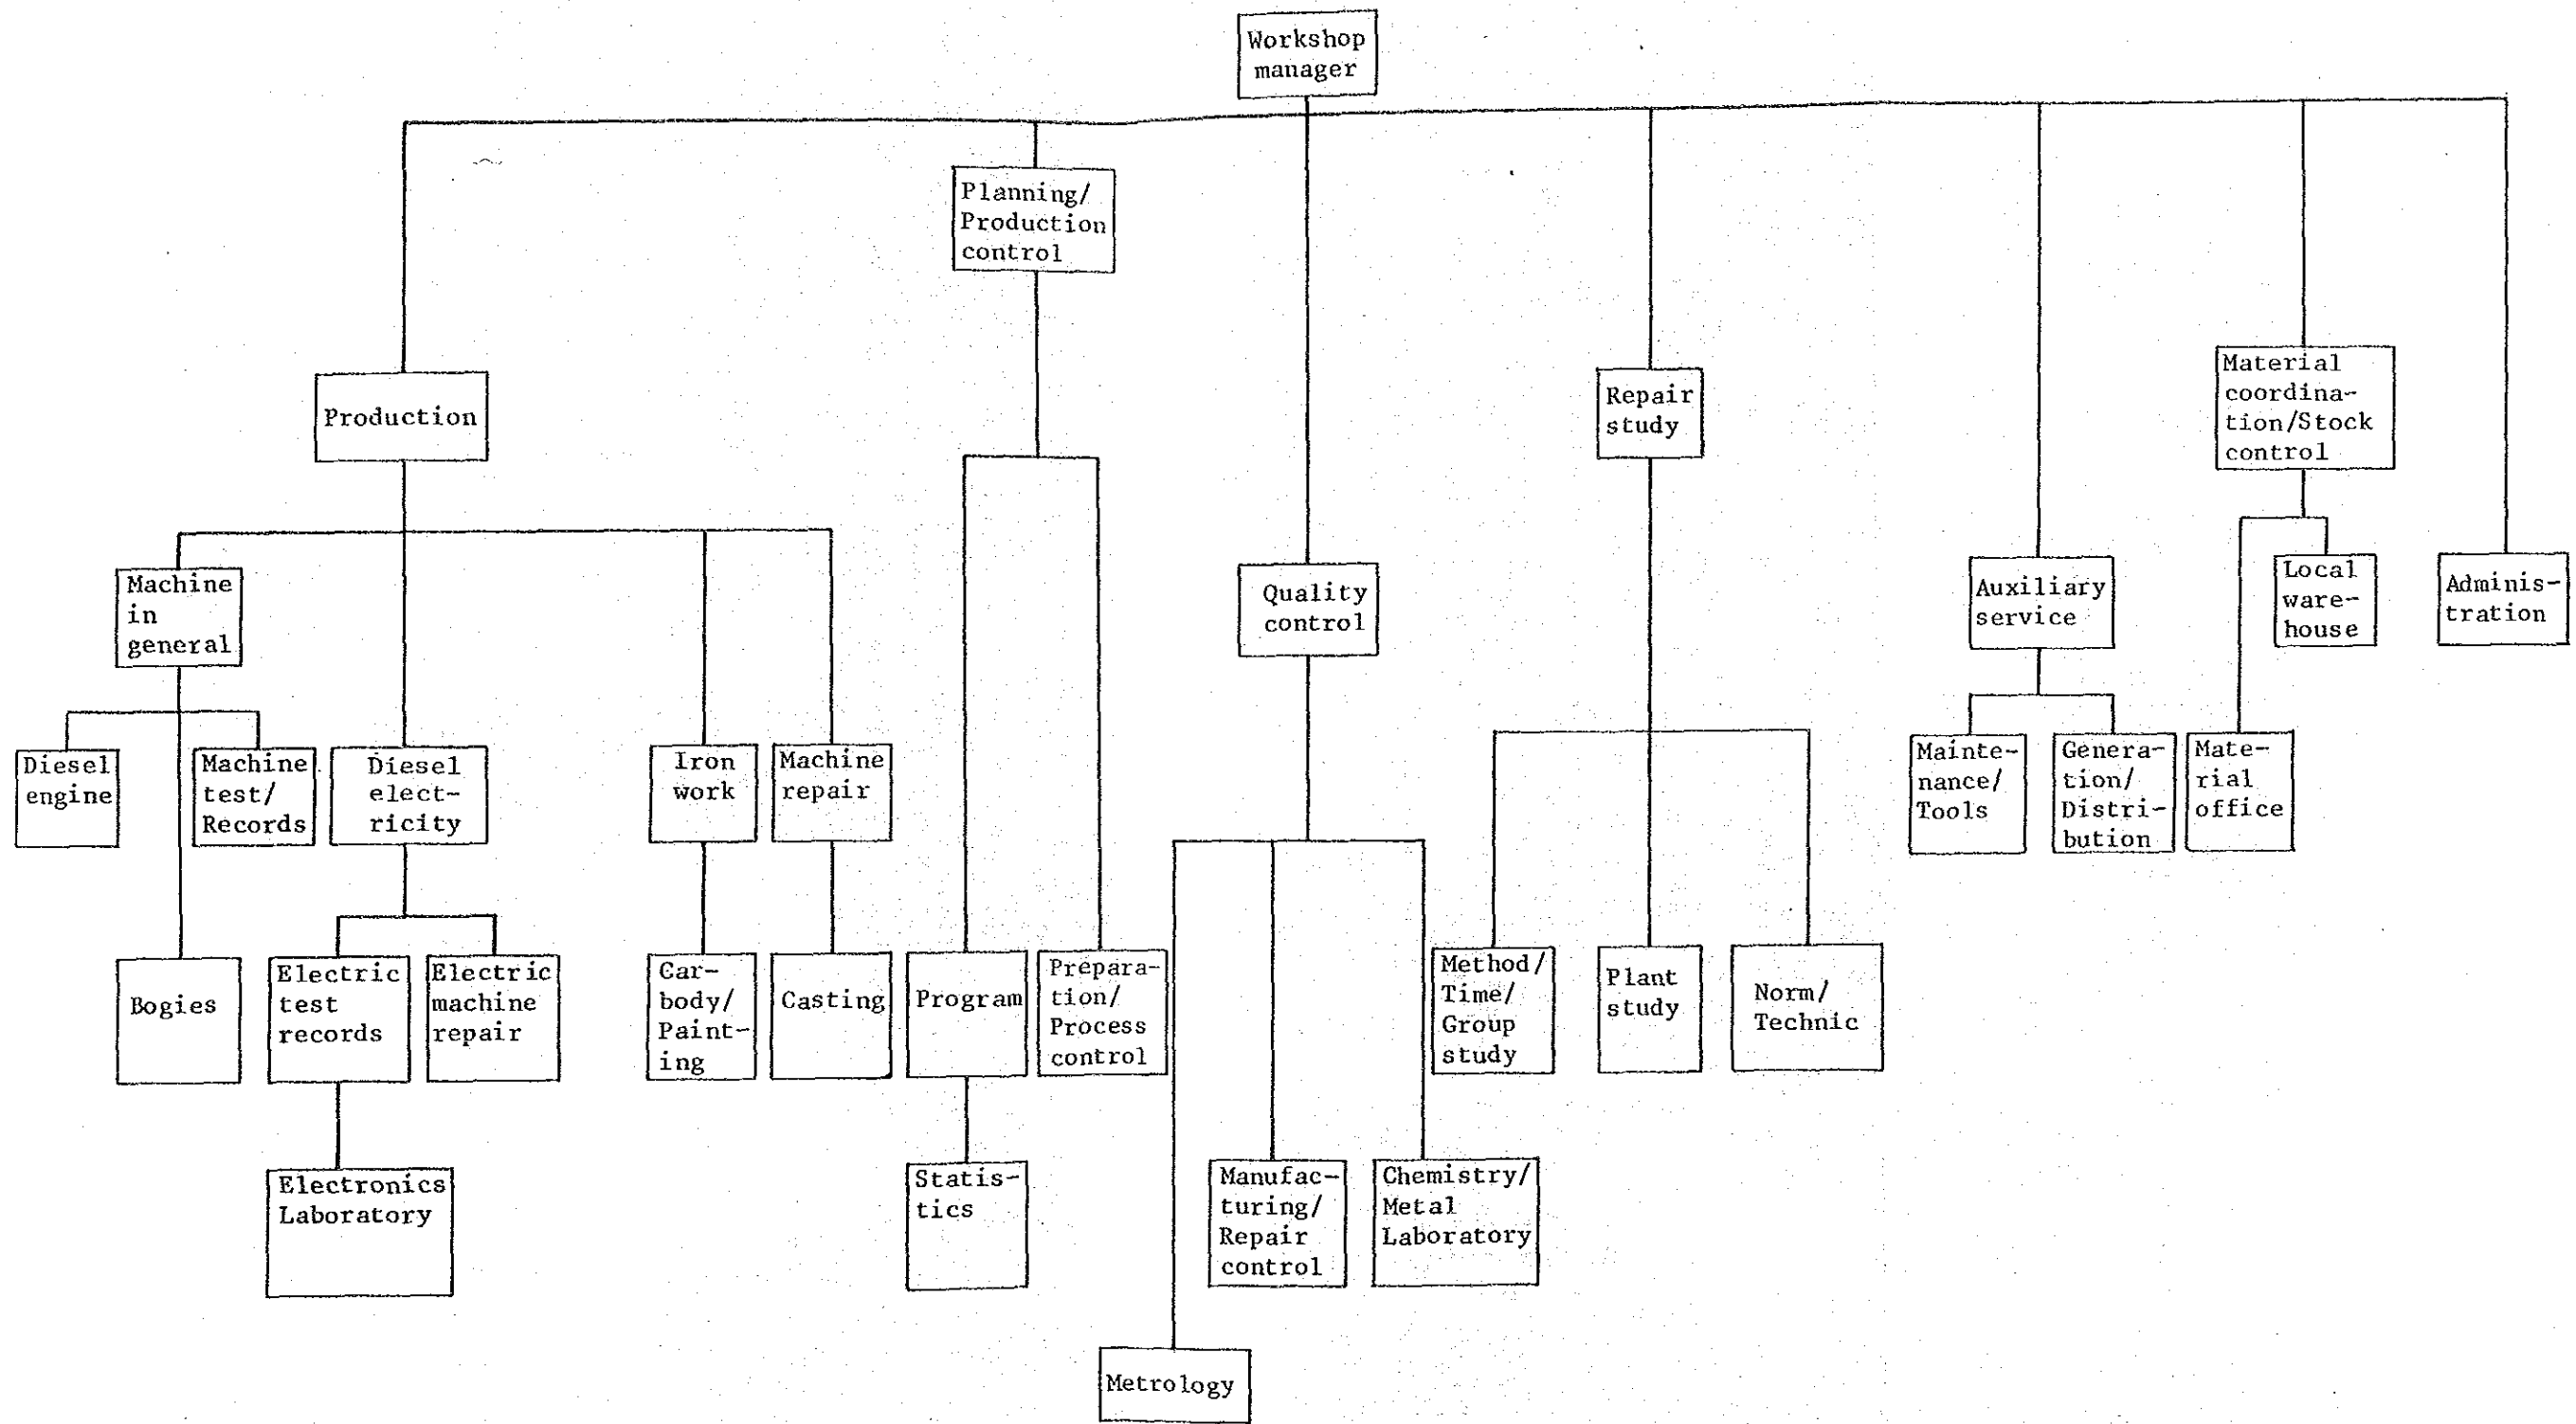 Workshop
manager
Planning/
Production
control
Production
Repair
study
Material
coordina-
tion/Stock
control
Machine
in
general
Quality
control
Auxiliary
service
Local
ware-
house
Adminis-
tration
Diesel
engine
Machine
test/
Records
Diesel
elect-
ricity
Iron
work
Machine
repair
Mainte-
nance/
Tools
Genera-
tion/
Distri-
bution
Mate-
rial
office
Bogies
Electric
test
records
Electric
machine
repair
Car-
body/
Paint-
ing
Casting
Program
Prepara-
tion/
Process
control
Method/
Time/
Group
study
Plant
study
Norm/
Technic
Electronics
Laboratory
Statis-
tics
Manufac-
turing/
Repair
control
Chemistry/
Metal
Laboratory
Metrology